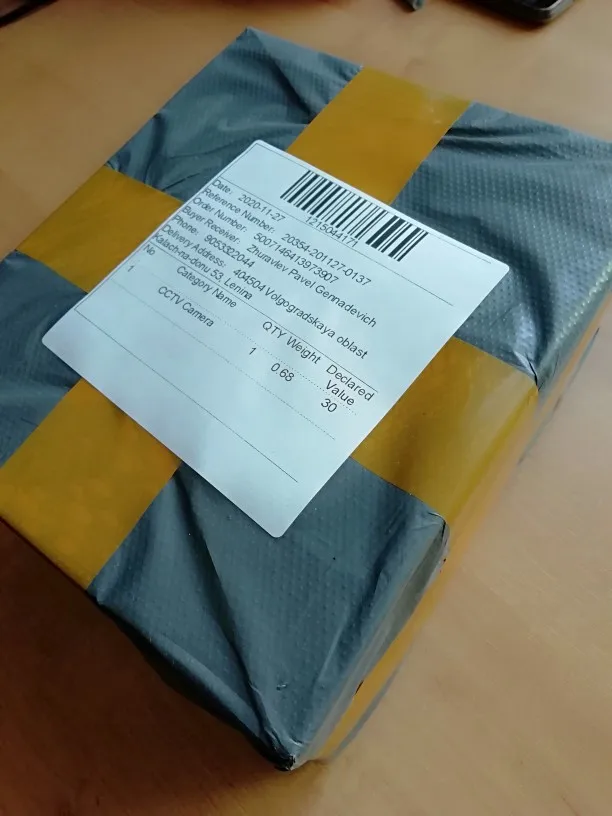 1215044171
Date: 2020-11-27
Reference Number: 20354-201127-0137
Order Number: 5007146413973907
Buyer Receiver: Zhuravlev Pavel Gennadevich
Phone: 9053322044
Delivery Address: 404504 Volgogradskaya oblast
Kalach-na-donu 53, Lenina
No Category Name QTY Weight Declared Value
1 CCTV Camera 1 0.68 30